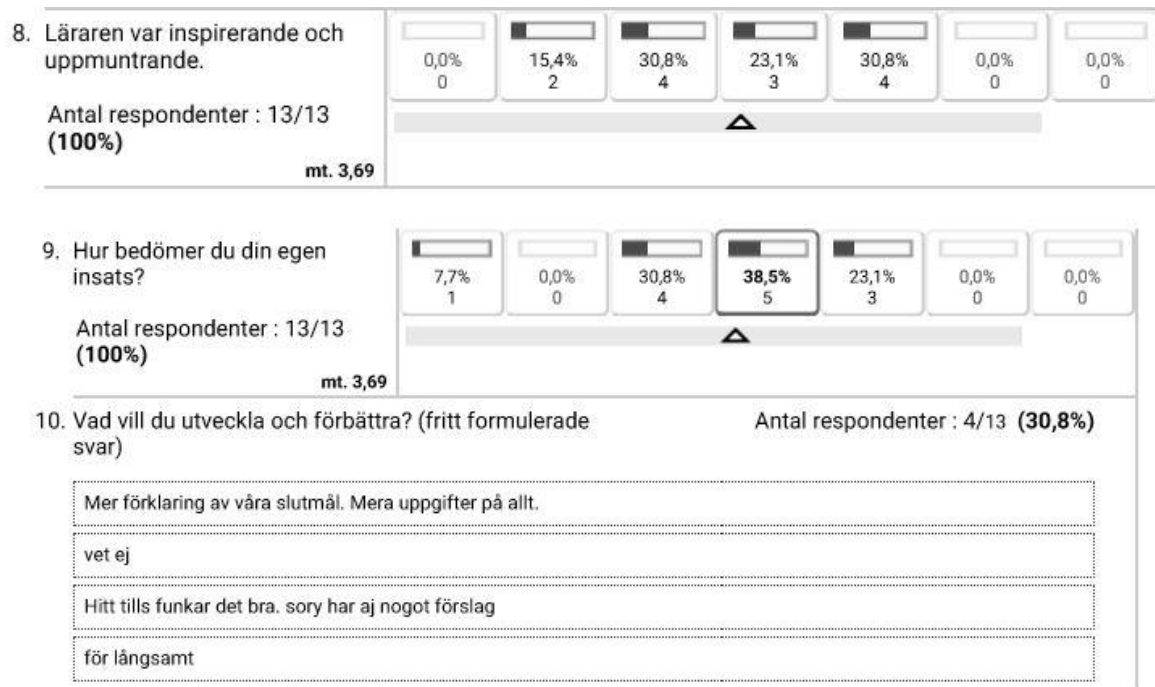 8. Läraren var inspirerande och
uppmuntrande.
0,0% 15,4% 30,8% 23,1% 30,8% 0,0% 0,0%
0 2 4 3 4 0 0
Antal respondenter : 13/13
(100%)
mt. 3,69
9. Hur bedömer du din egen
insats?
7,7% 0,0% 30,8% 38,5% 23,1% 0,0% 0,0%
1 0 4 5 3 0 0
Antal respondenter : 13/13
(100%)
mt. 3,69
10. Vad vill du utveckla och förbättra? (fritt formulerade
svar)
Antal respondenter : 4/13 (30,8%)
Mer förklaring av våra slutmål. Mera uppgifter på allt.
vet ej
Hitt tills funkar det bra. sory har aj nogot förslag
för långsamt